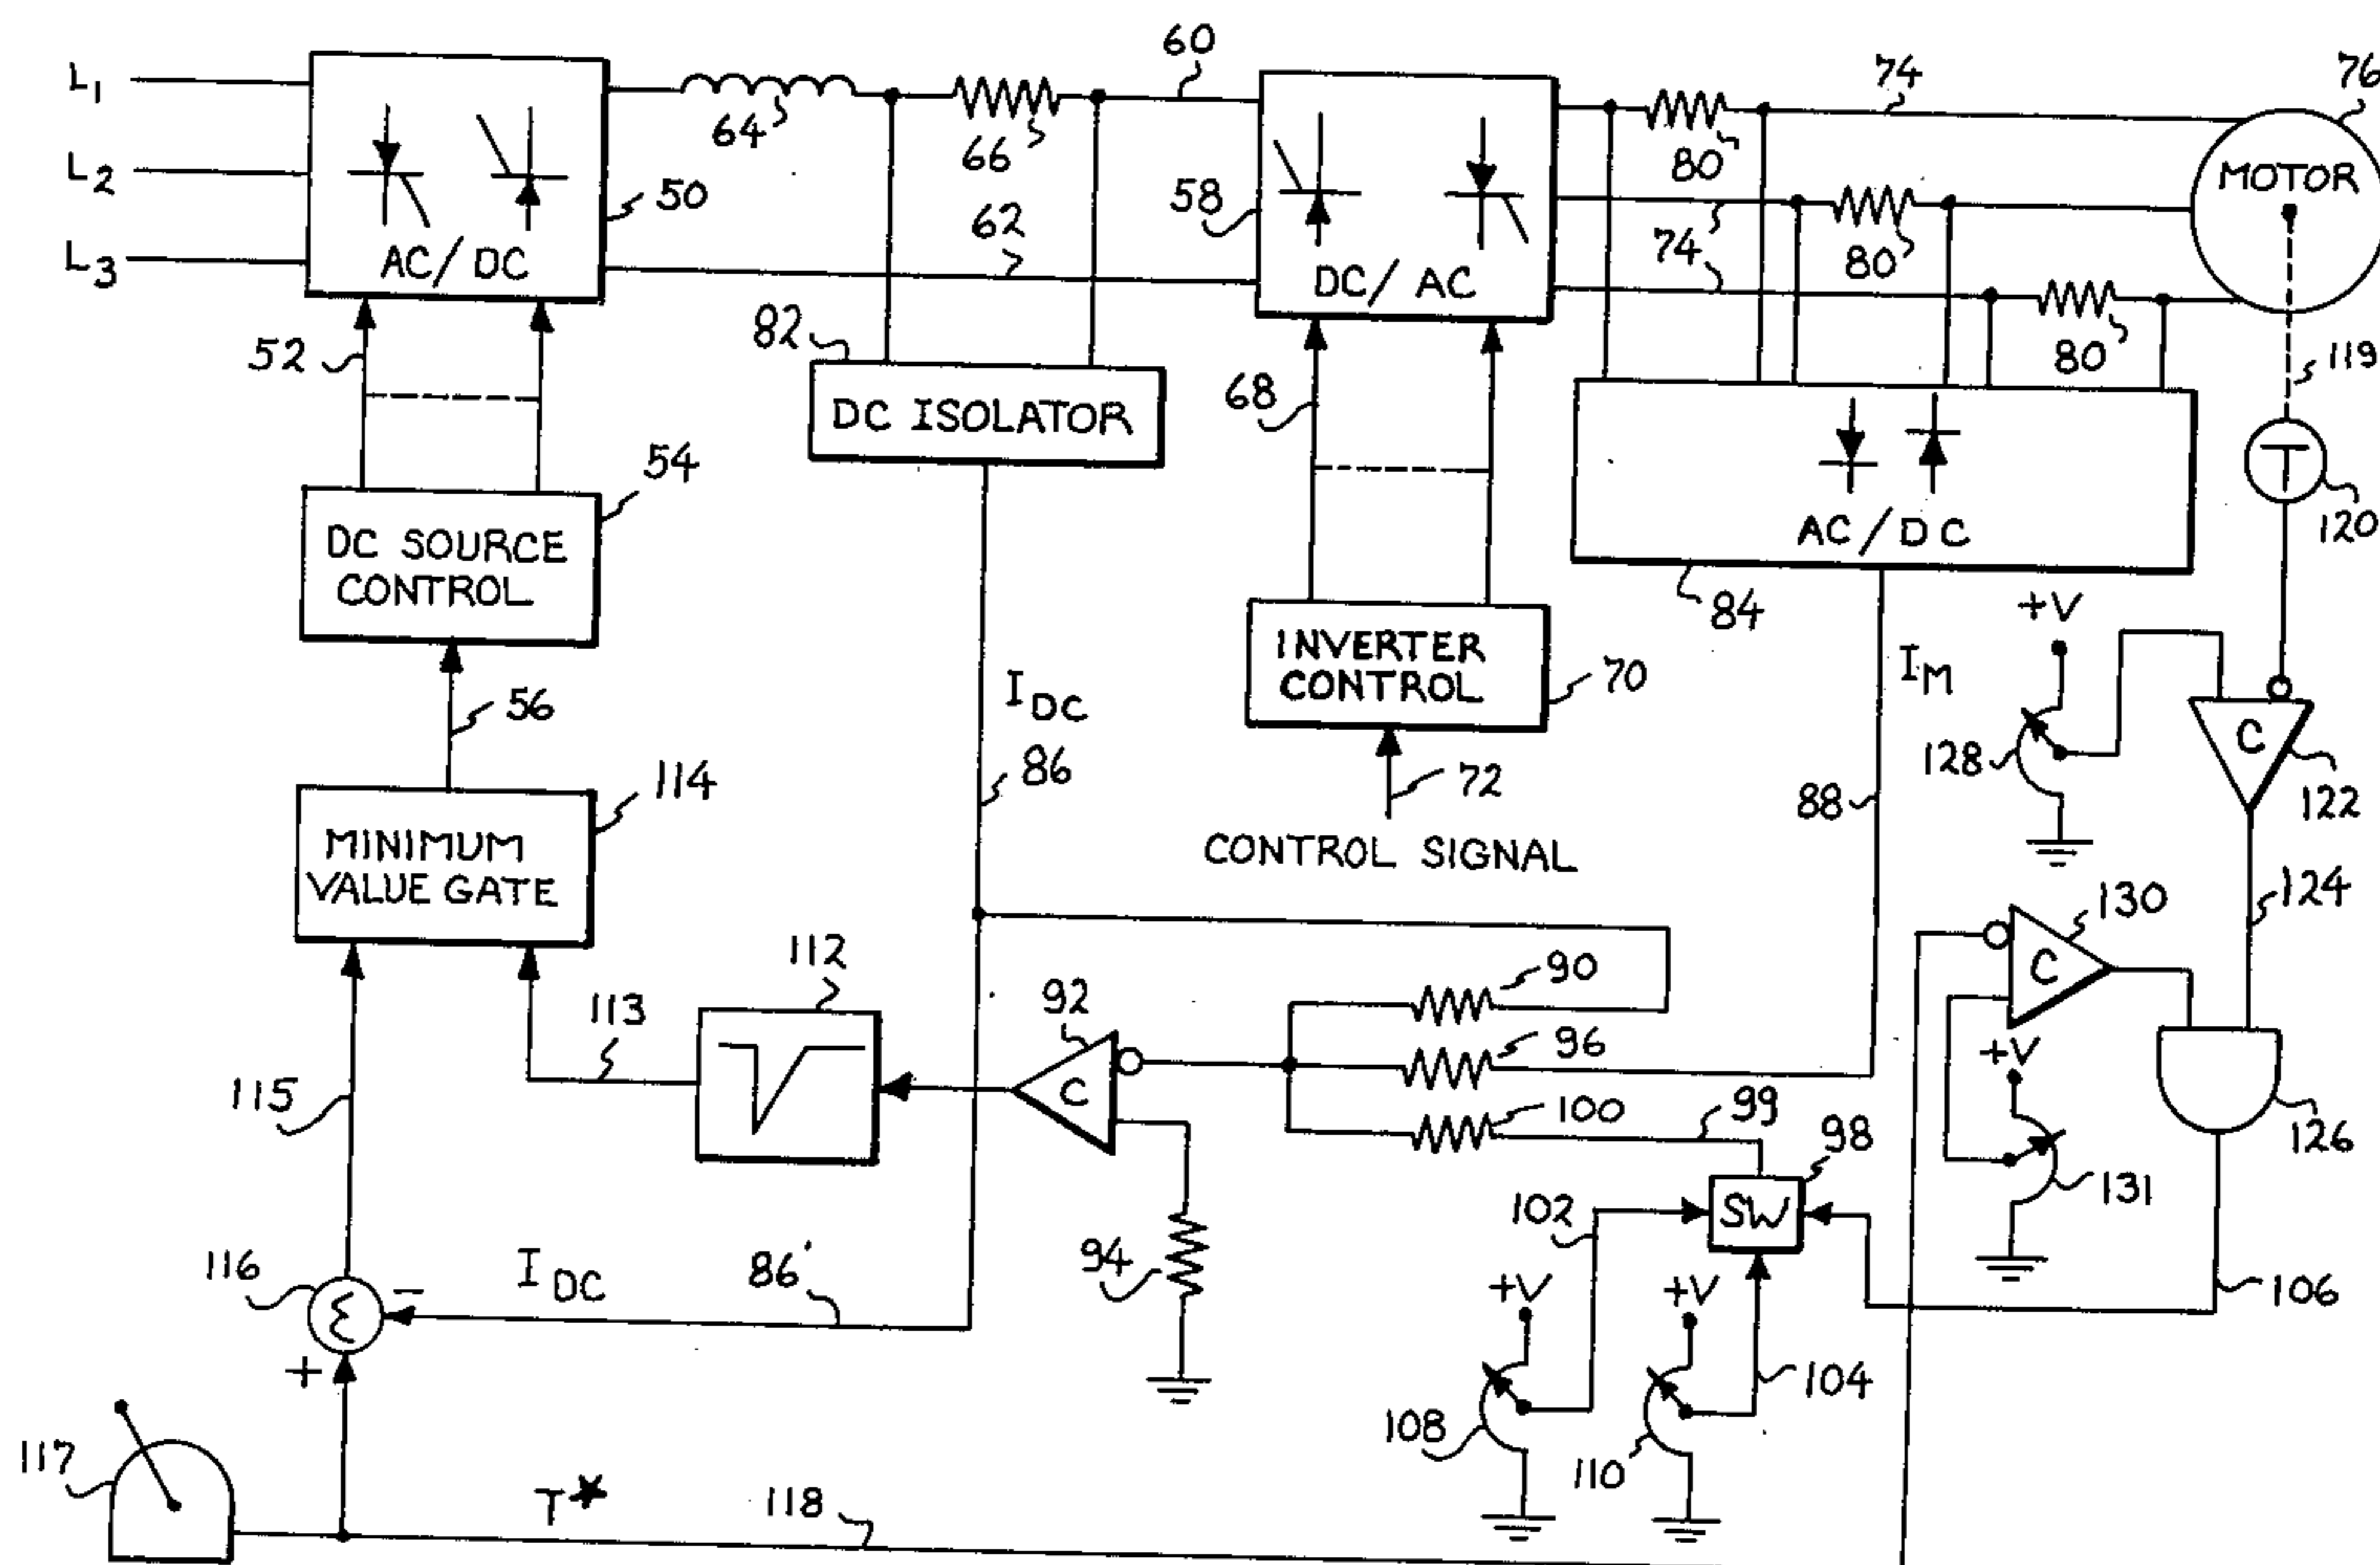 60
74
76
L1
64
66
80
MOTOR
L2
50
58
62
74
80
L3
AC/DC
DC/AC
80
52
82
68
119
DC ISOLATOR
54
AC/DC
T
120
DC SOURCE
CONTROL
84
+V
INVERTER
CONTROL
70
IM
56
IDC
C
128
86
72
88
122
114
MINIMUM
VALUE GATE
CONTROL SIGNAL
124
130
112
90
C
92
113
96
+V
115
C
100
99
98
126
131
102
SW
116
IDC
86'
94
+V
+V
106
Σ
−
+
104
108
110
117
T*
118